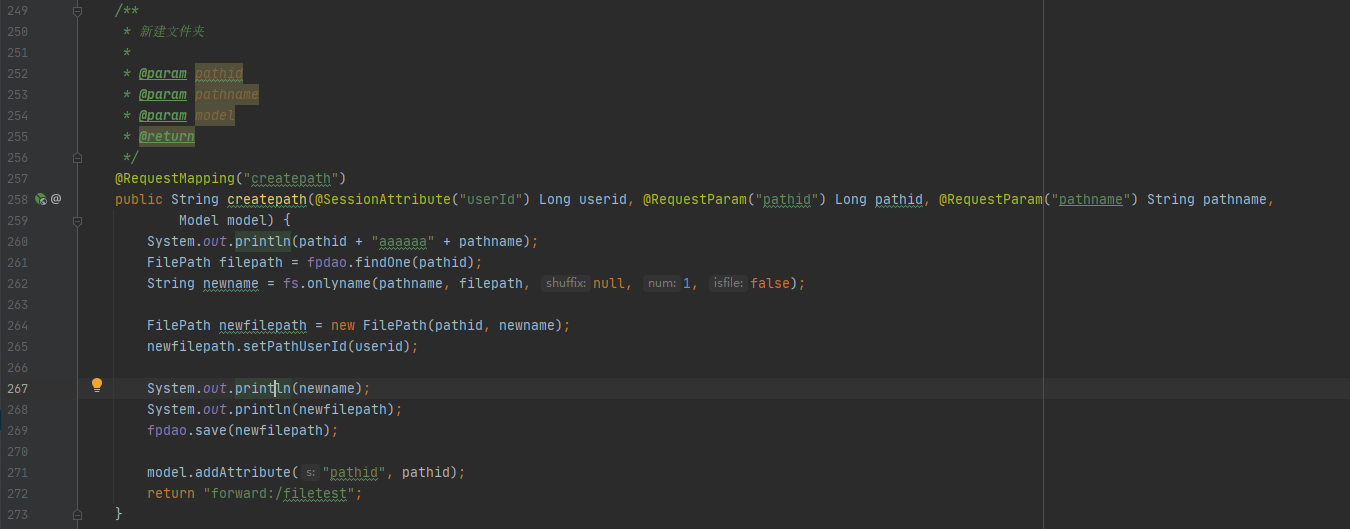 249 /**
250 * 新建文件夹
251 *
252 * @param pathid
253 * @param pathname
254 * @param model
255 * @return
256 */
257 @RequestMapping("createpath")
258 @ public String createpath(@SessionAttribute("userId") Long userid, @RequestParam("pathid") Long pathid, @RequestParam("pathname") String pathname,
259 Model model) {
260 System.out.println(pathid + "aaaaaa" + pathname);
261 FilePath filepath = fpdao.findOne(pathid);
262 String newname = fs.onlyname(pathname, filepath, shuffix: null, num: 1, isfile: false);
263
264 FilePath newfilepath = new FilePath(pathid, newname);
265 newfilepath.setPathUserId(userid);
266
267 System.out.println(newname);
268 System.out.println(newfilepath);
269 fpdao.save(newfilepath);
270
271 model.addAttribute( s: "pathid", pathid);
272 return "forward:/filetest";
273 }